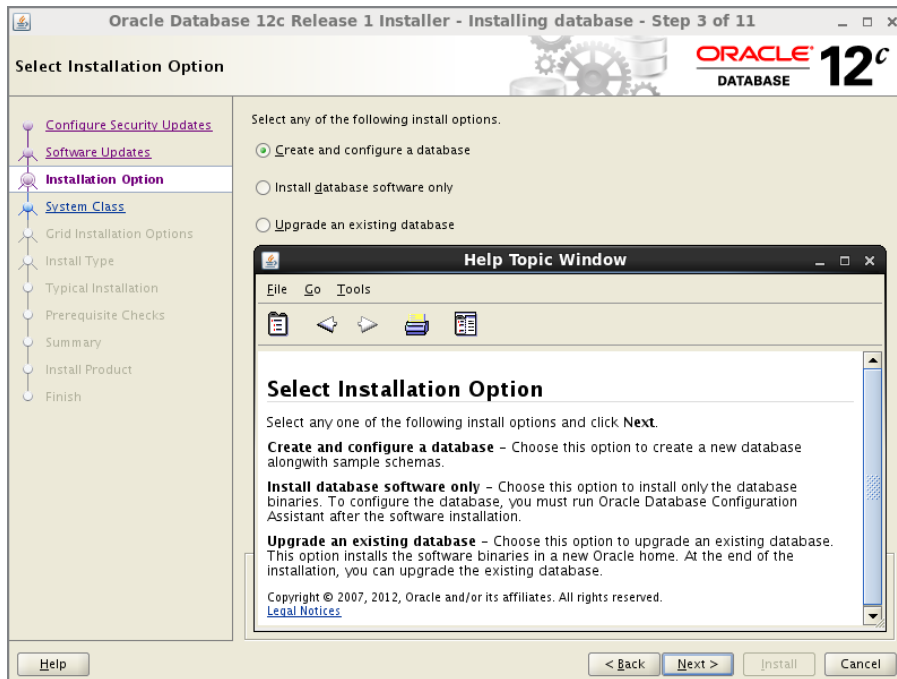 Oracle Database 12c Release 1 Installer - Installing database - Step 3 of 11
Select Installation Option
ORACLE
DATABASE
12c
Configure Security Updates
Software Updates
Installation Option
System Class
Grid Installation Options
Install Type
Typical Installation
Prerequisite Checks
Summary
Install Product
Finish
Select any of the following install options.
Create and configure a database
Install database software only
Upgrade an existing database
Help Topic Window
File Go Tools
Select Installation Option
Select any one of the following install options and click Next.
Create and configure a database – Choose this option to create a new database
alongwith sample schemas.
Install database software only – Choose this option to install only the database
binaries. To configure the database, you must run Oracle Database Configuration
Assistant after the software installation.
Upgrade an existing database – Choose this option to upgrade an existing database.
This option installs the software binaries in a new Oracle home. At the end of the
installation, you can upgrade the existing database.
Copyright © 2007, 2012, Oracle and/or its affiliates. All rights reserved.
Legal Notices
Help
< Back
Next >
Install
Cancel